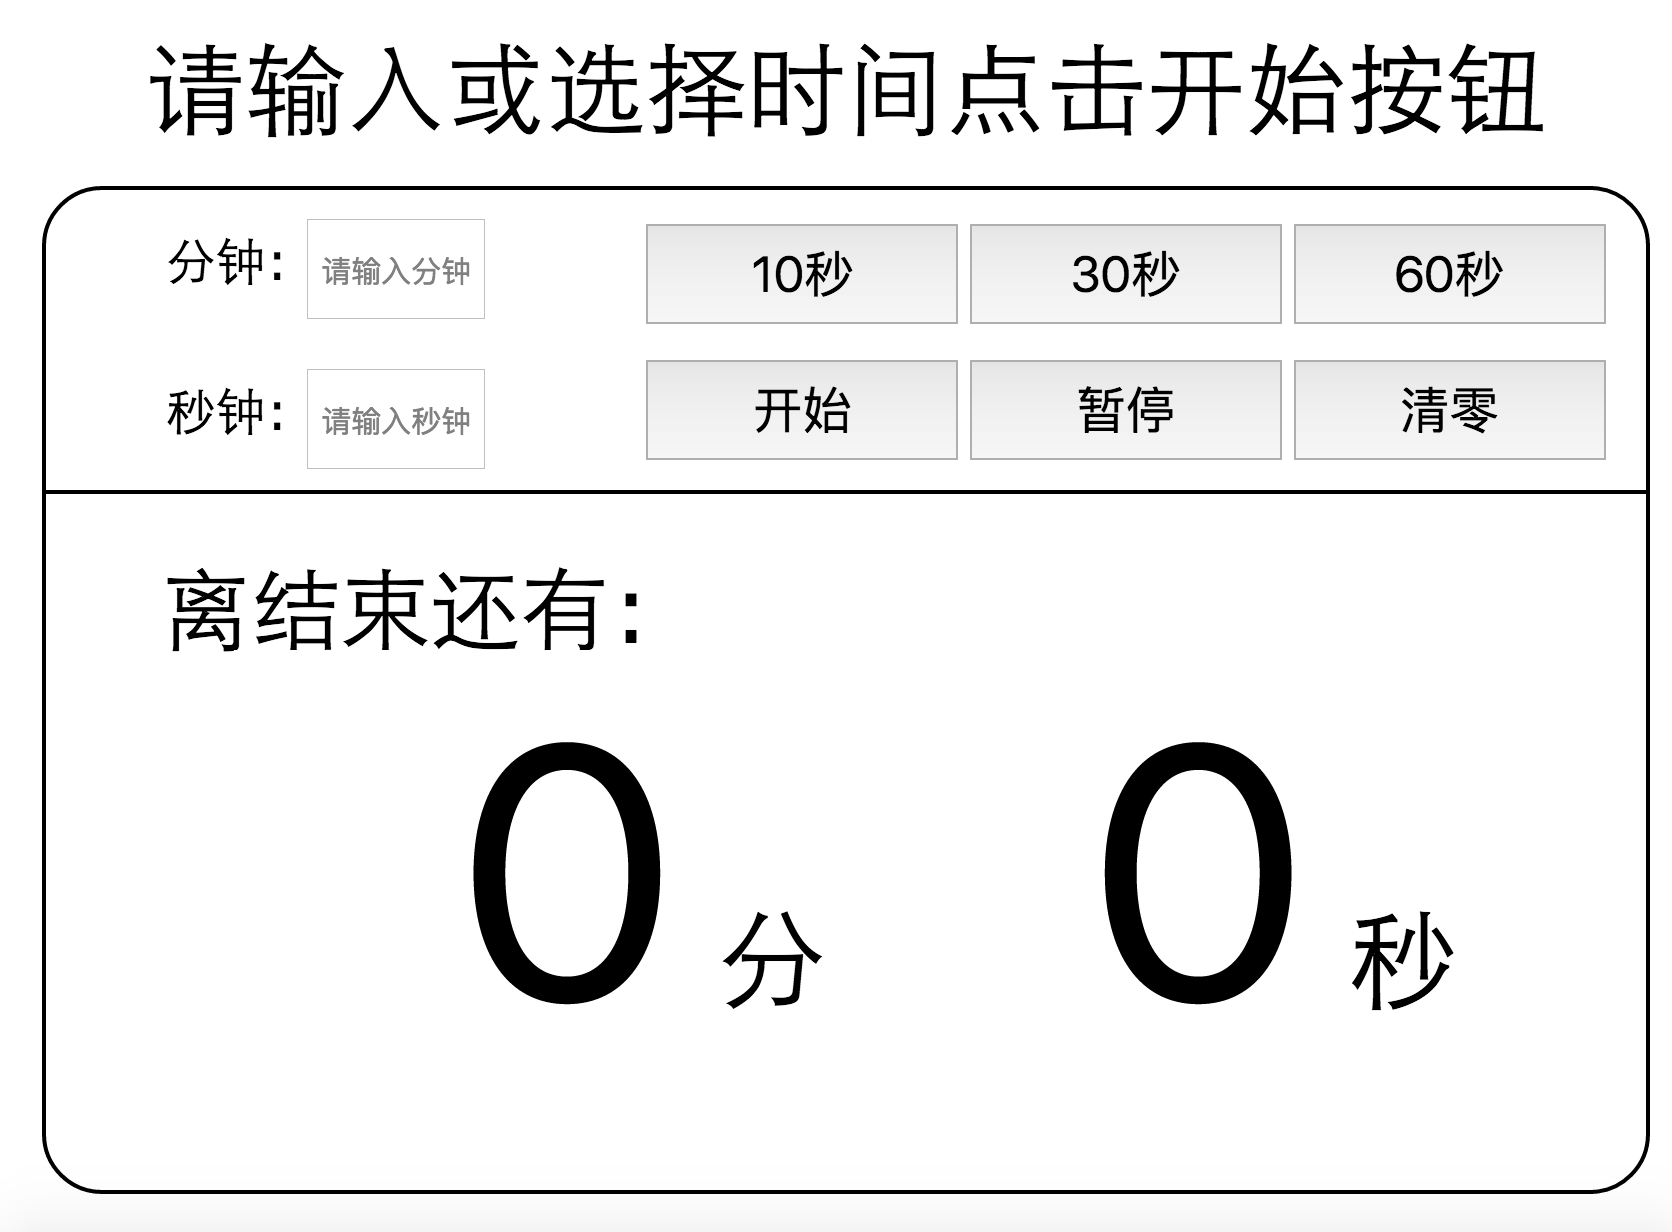 请输入或选择时间点击开始按钮
分钟: 请输入分钟 10秒 30秒 60秒
秒钟: 请输入秒钟 开始 暂停 清零
离结束还有:
0 分 0 秒